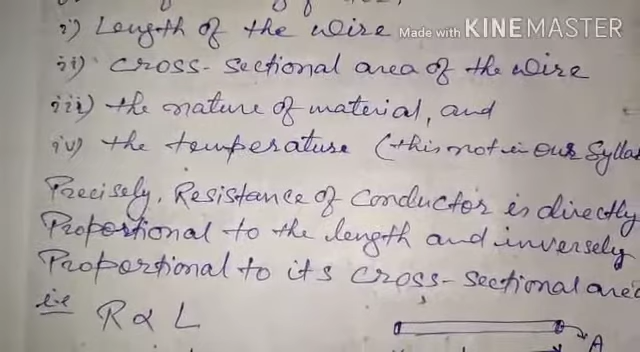 i) Length of the wire
Made with KINEMASTER
ii) Cross-Sectional area of the wire
iii) the nature of material, and
iv) the temperature (this not in our Sylla
Precisely, Resistance of Conductor is directly
Proportional to the length and inversely
Proportional to its Cross-Sectional area
i.e
R α L
A